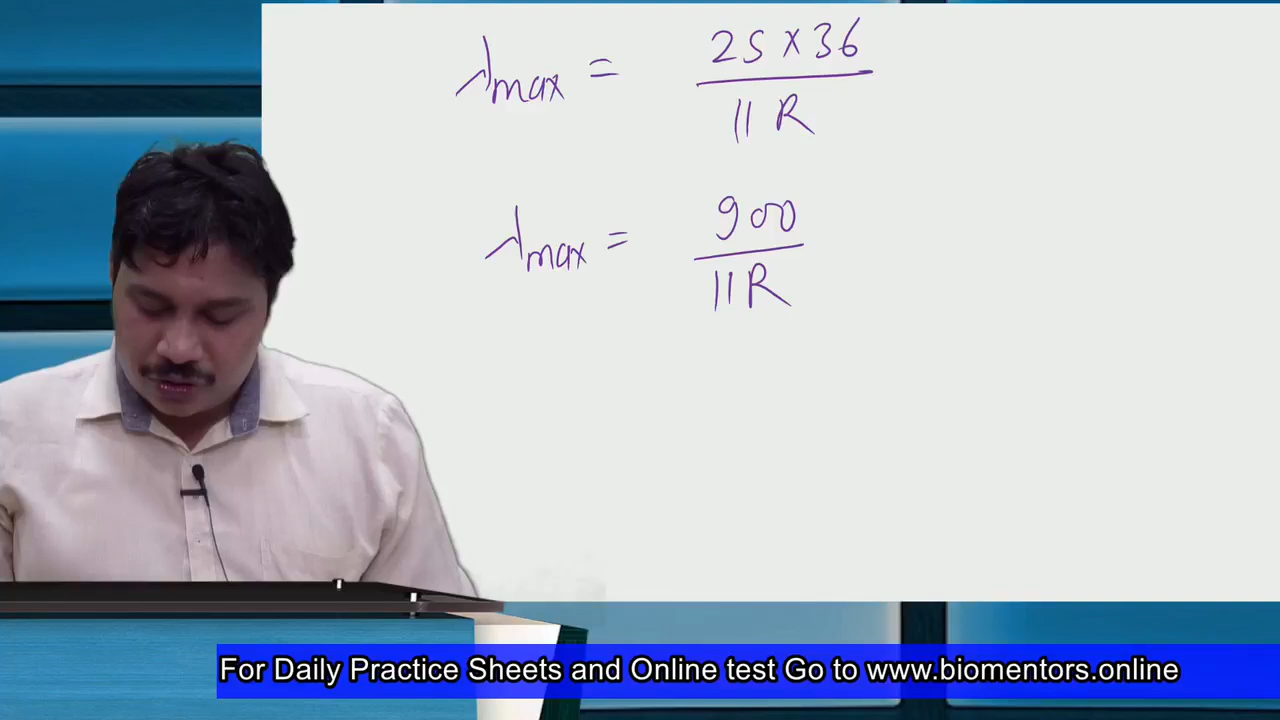 λmax = 25 × 36 / 11 R
λmax = 900 / 11 R
For Daily Practice Sheets and Online test Go to www.biomentors.online